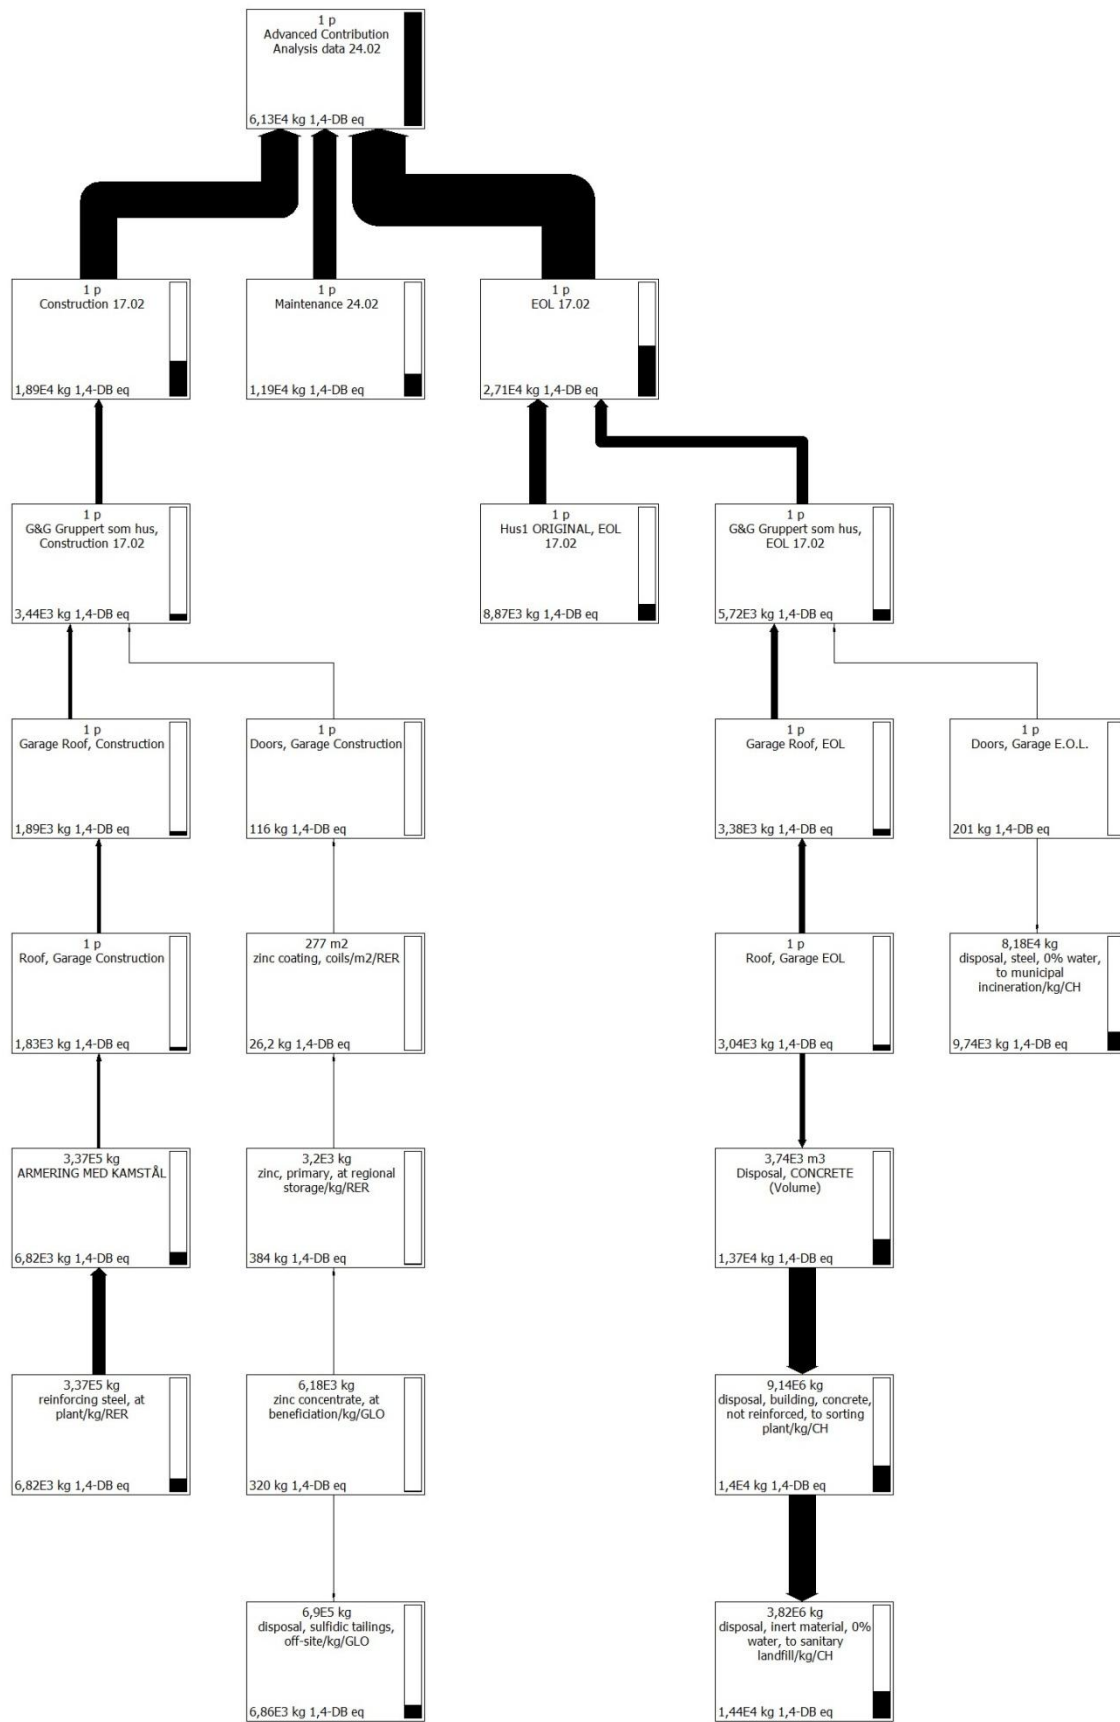 1 p
Advanced Contribution
Analysis data 24.02
6,13E4 kg 1,4-DB eq
1 p
Construction 17.02
1,89E4 kg 1,4-DB eq
1 p
Maintenance 24.02
1,19E4 kg 1,4-DB eq
1 p
EOL 17.02
2,71E4 kg 1,4-DB eq
1 p
G&G Gruppert som hus,
Construction 17.02
3,44E3 kg 1,4-DB eq
1 p
Hus1 ORIGINAL, EOL
17.02
8,87E3 kg 1,4-DB eq
1 p
G&G Gruppert som hus,
EOL 17.02
5,72E3 kg 1,4-DB eq
1 p
Garage Roof, Construction
1,89E3 kg 1,4-DB eq
1 p
Doors, Garage Construction
116 kg 1,4-DB eq
1 p
Garage Roof, EOL
3,38E3 kg 1,4-DB eq
1 p
Doors, Garage E.O.L.
201 kg 1,4-DB eq
1 p
Roof, Garage Construction
1,83E3 kg 1,4-DB eq
277 m2
zinc coating, coils/m2/RER
26,2 kg 1,4-DB eq
1 p
Roof, Garage EOL
3,04E3 kg 1,4-DB eq
8,18E4 kg
disposal, steel, 0% water,
to municipal
incineration/kg/CH
9,74E3 kg 1,4-DB eq
3,37E5 kg
ARMERING MED KAMSTÅL
6,82E3 kg 1,4-DB eq
3,2E3 kg
zinc, primary, at regional
storage/kg/RER
384 kg 1,4-DB eq
3,74E3 m3
Disposal, CONCRETE
(Volume)
1,37E4 kg 1,4-DB eq
3,37E5 kg
reinforcing steel, at
plant/kg/RER
6,82E3 kg 1,4-DB eq
6,18E3 kg
zinc concentrate, at
beneficiation/kg/GLO
320 kg 1,4-DB eq
9,14E6 kg
disposal, building, concrete,
not reinforced, to sorting
plant/kg/CH
1,4E4 kg 1,4-DB eq
6,9E5 kg
disposal, sulfidic tailings,
off-site/kg/GLO
6,86E3 kg 1,4-DB eq
3,82E6 kg
disposal, inert material, 0%
water, to sanitary
landfill/kg/CH
1,44E4 kg 1,4-DB eq